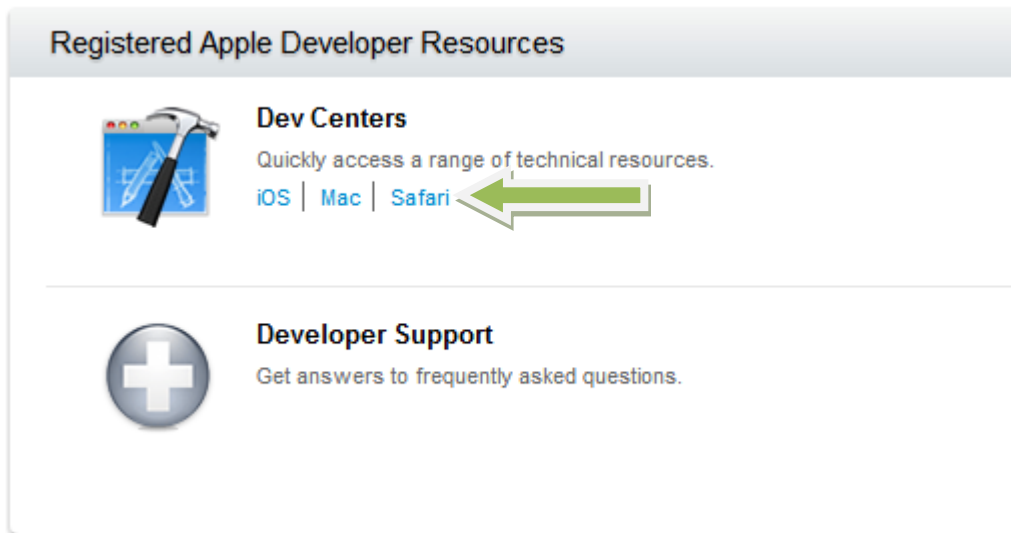 Registered Apple Developer Resources
Dev Centers
Quickly access a range of technical resources.
iOS | Mac | Safari
Developer Support
Get answers to frequently asked questions.